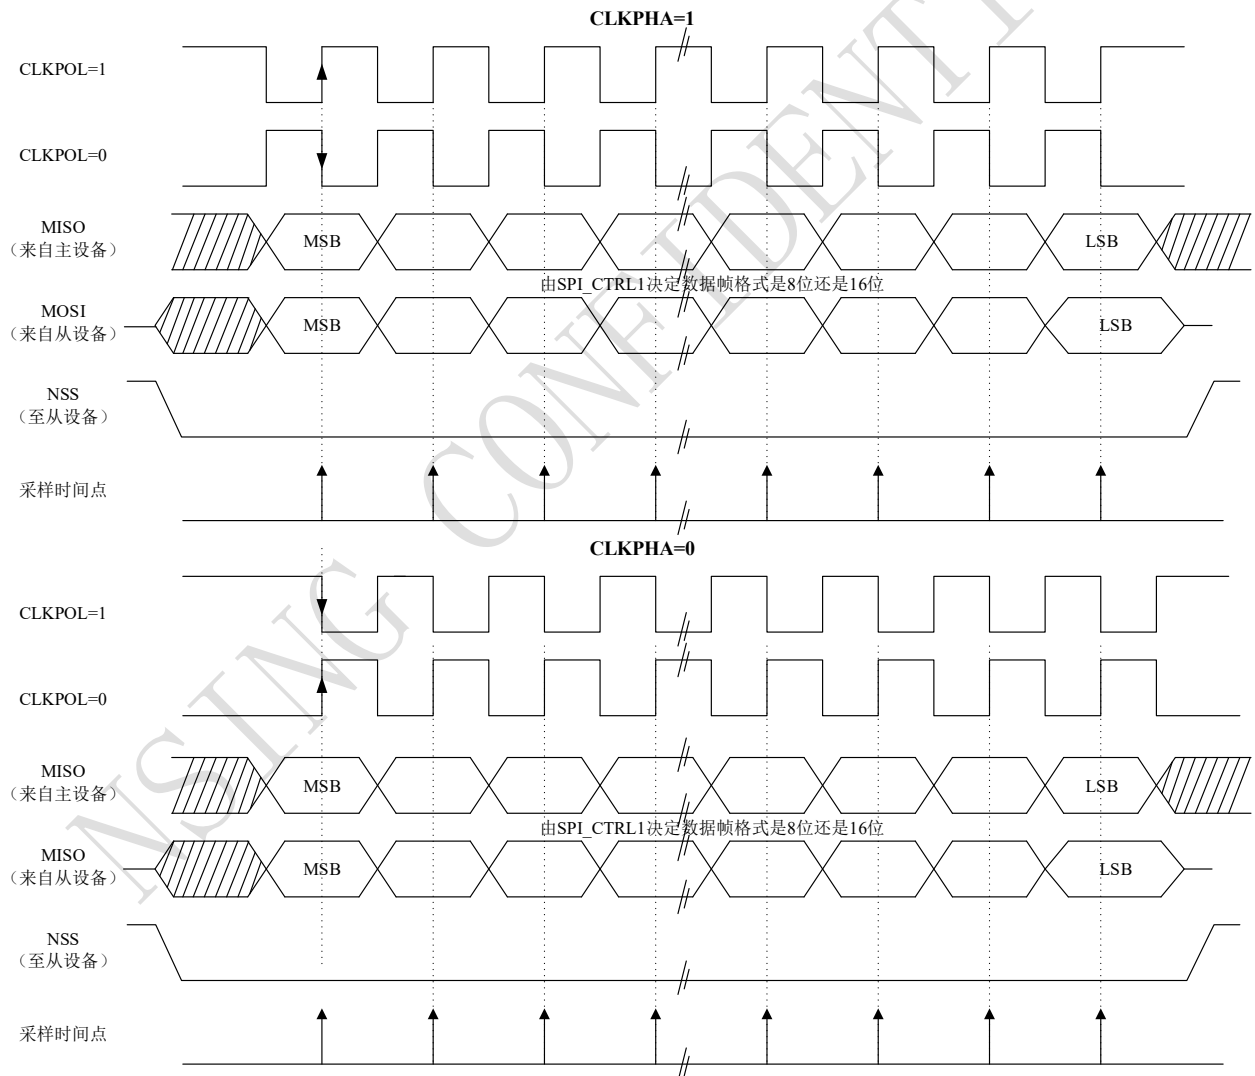 CLKPHA=1
CLKPOL=1
CLKPOL=0
MISO
（来自主设备）
MSB
LSB
由SPI_CTRL1决定数据帧格式是8位还是16位
MOSI
（来自从设备）
MSB
LSB
NSS
（至从设备）
采样时间点
CLKPHA=0
CLKPOL=1
CLKPOL=0
MISO
（来自主设备）
MSB
LSB
由SPI_CTRL1决定数据帧格式是8位还是16位
MISO
（来自从设备）
MSB
LSB
NSS
（至从设备）
采样时间点
NSING CONFIDENT